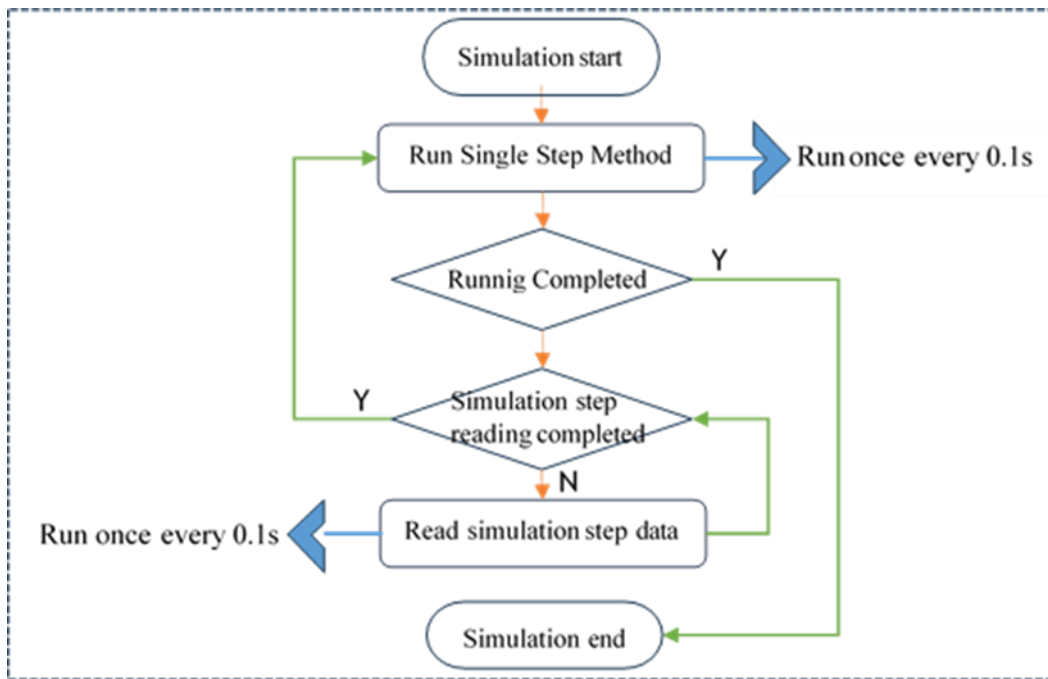 Simulation start
Run Single Step Method
Run once every 0.1s
Runnig Completed
Y
Y
Simulation step
reading completed
N
Run once every 0.1s
Read simulation step data
Simulation end